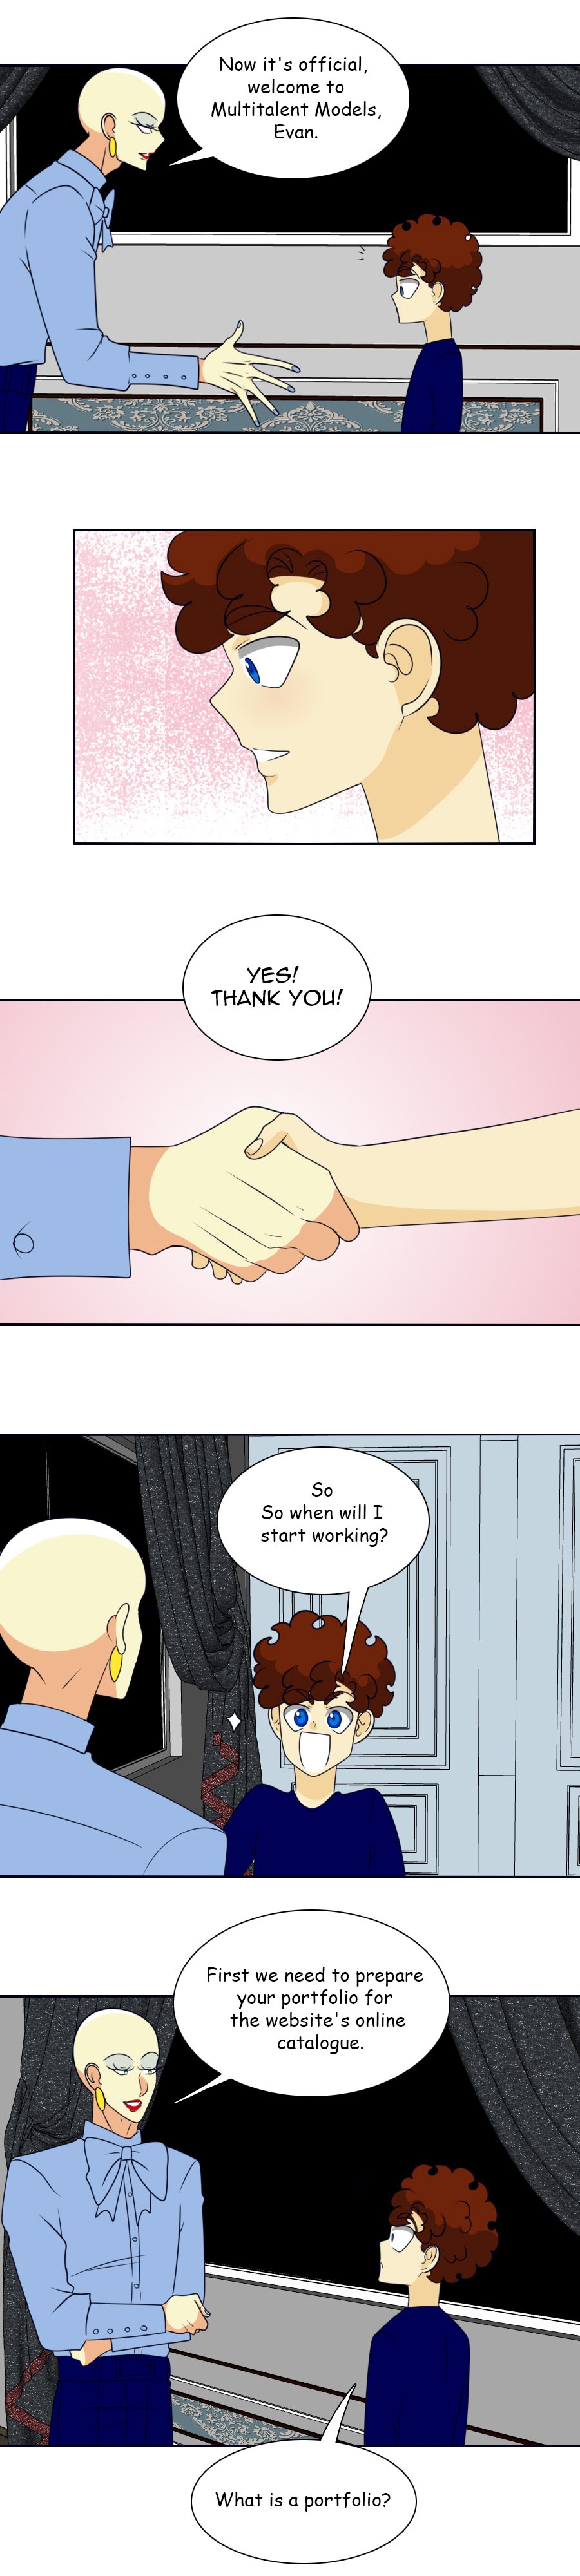 Now it's official,
welcome to
Multitalent Models,
Evan.
YES!
THANK YOU!
So
So when will I
start working?
First we need to prepare
your portfolio for
the website's online
catalogue.
What is a portfolio?